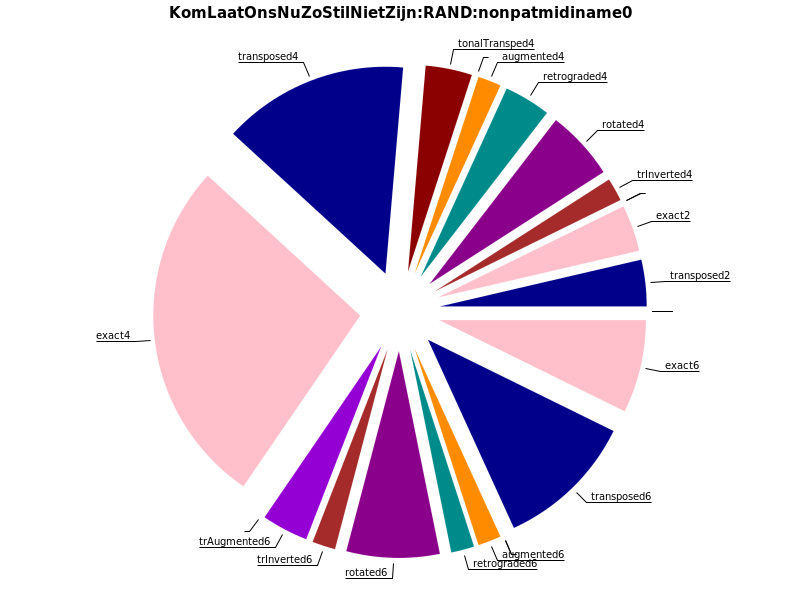 KomLaatOnsNuZoStilNietZijn:RAND:nonpatmidiname0
tonalTransped4
transposed4
augmented4
retrograded4
rotated4
trInverted4
exact2
transposed2
exact4
exact6
transposed6
trAugmented6
augmented6
trInverted6
retrograded6
rotated6